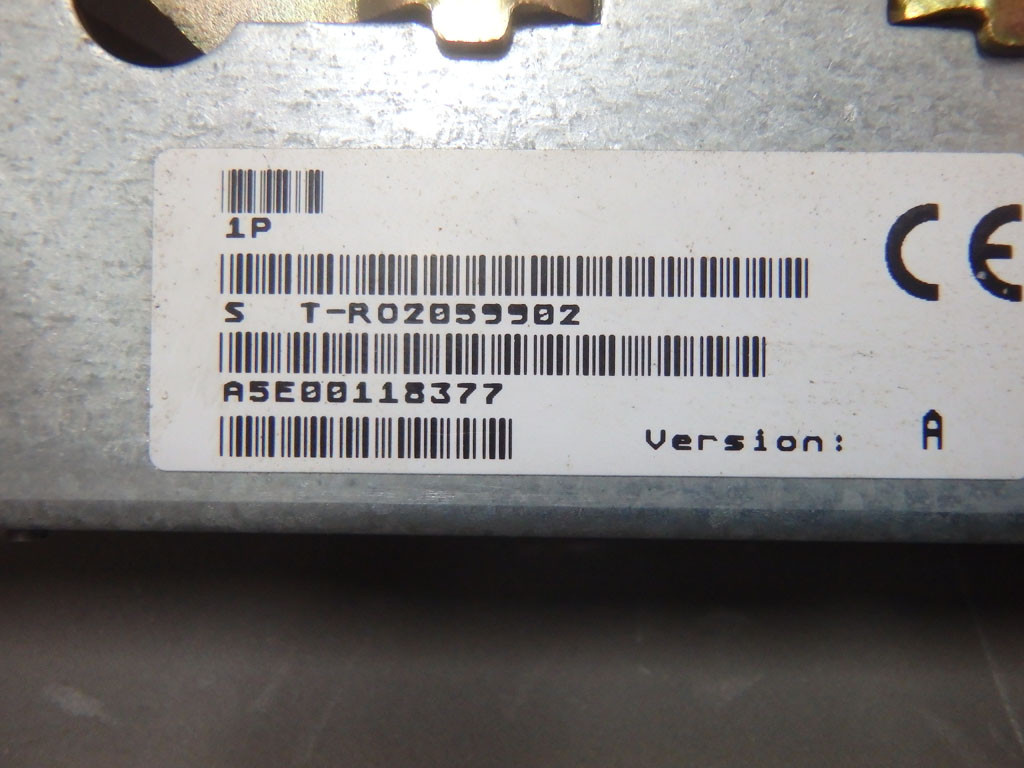 1P
S T-R02059902
A5E00118377
Version: A
CE